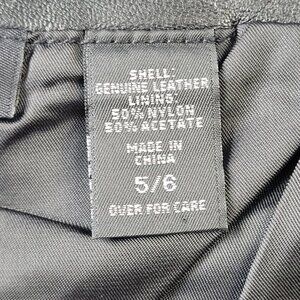 SHELL:
GENUINE LEATHER
LINING:
50% NYLON
50% ACETATE
MADE IN
CHINA
5/6
OVER FOR CARE